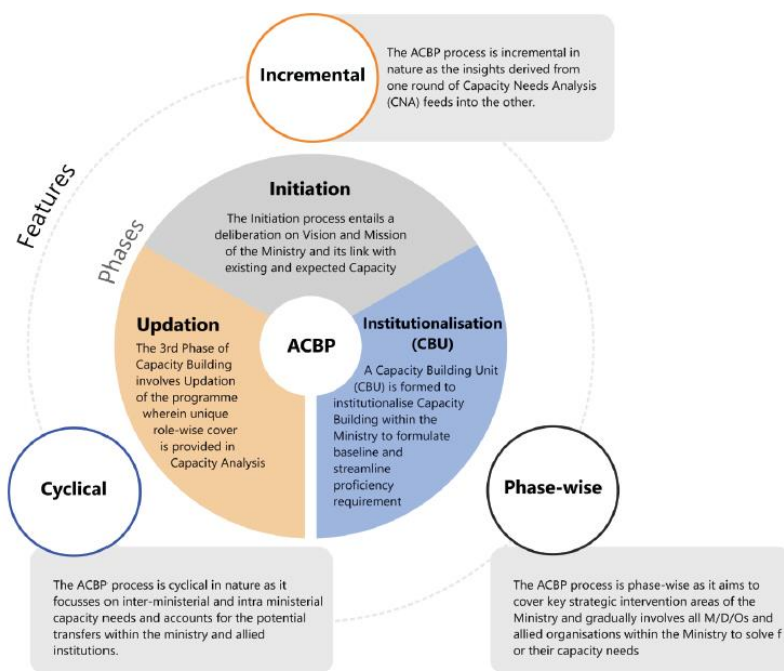 Incremental
The ACBP process is incremental in
nature as the insights derived from
one round of Capacity Needs Analysis
(CNA) feeds into the other.
Features
Phases
Initiation
The Initiation process entails a
deliberation on Vision and Mission
of the Ministry and its link with
existing and expected Capacity
Updation
The 3rd Phase of
Capacity Building
involves Updation
of the programme
wherein unique
role-wise cover
is provided in
Capacity Analysis
ACBP
Institutionalisation
(CBU)
A Capacity Building Unit
(CBU) is formed to
institutionalise Capacity
Building within the
Ministry to formulate
baseline and
streamline
proficiency
requirement
Cyclical
The ACBP process is cyclical in nature as it
focusses on inter-ministerial and intra ministerial
capacity needs and accounts for the potential
transfers within the ministry and allied
institutions.
Phase-wise
The ACBP process is phase-wise as it aims to
cover key strategic intervention areas of the
Ministry and gradually involves all M/D/Os and
allied organisations within the Ministry to solve f
or their capacity needs